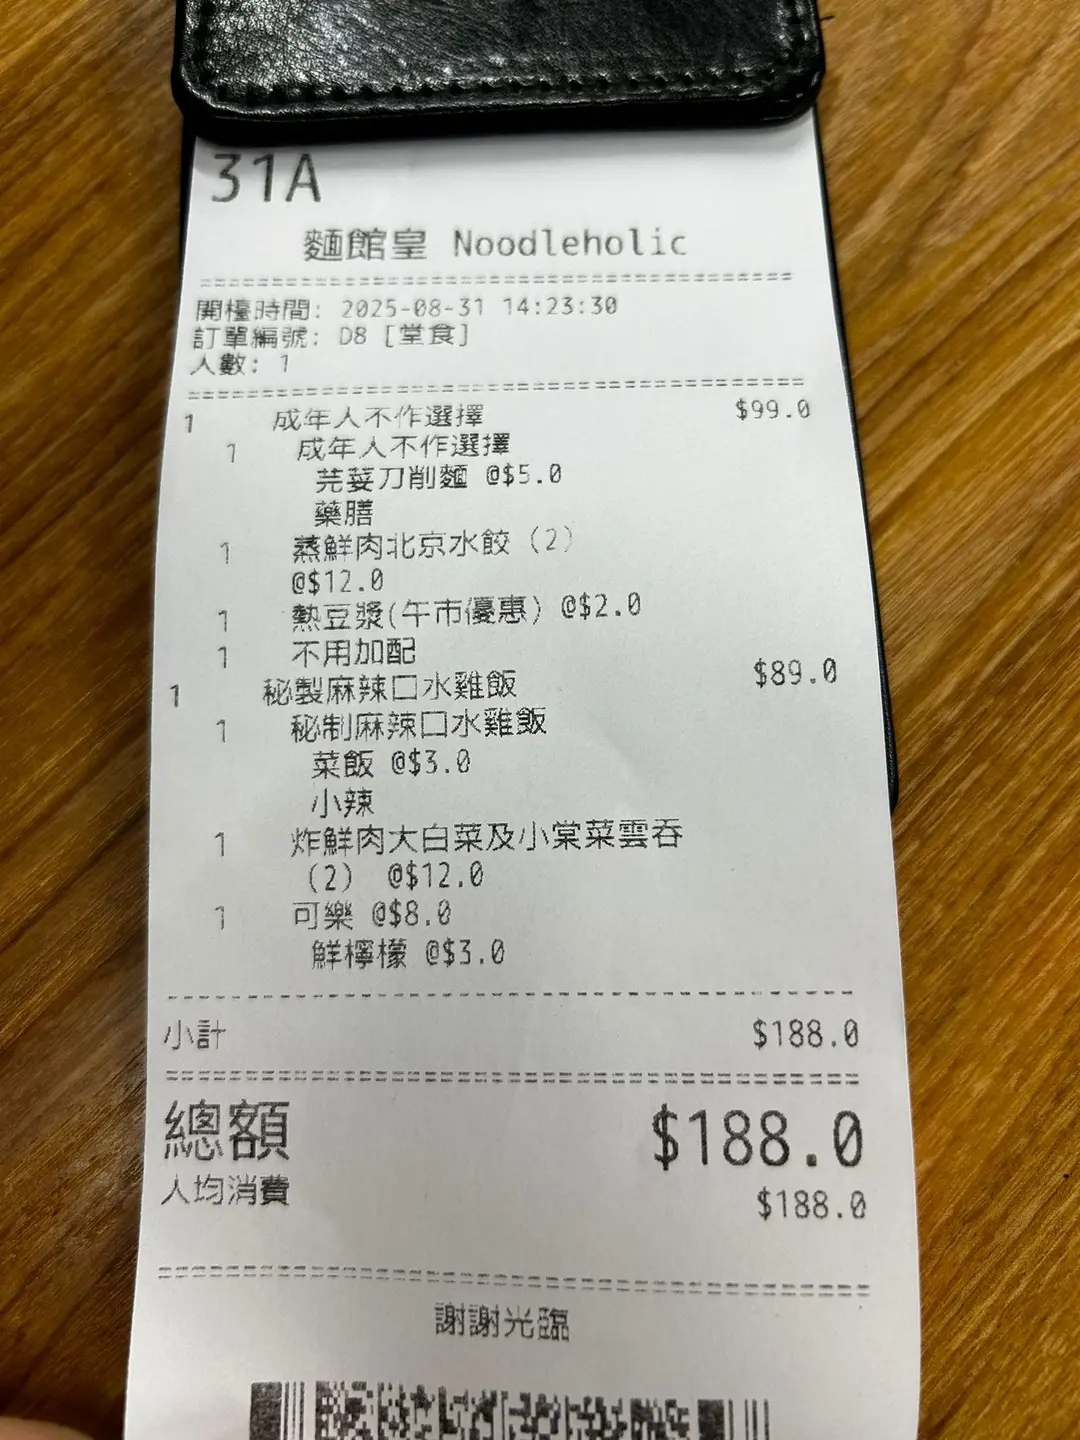 31A
麵館皇 Noodleholic
開檯時間: 2025-08-31 14:23:30
訂單編號: D8 [堂食]
人數: 1
1 成年人不作選擇 $99.0
1 成年人不作選擇
芫荽刀削麵 @$5.0
藥膳
1 蒸鮮肉北京水餃 (2)
@$12.0
1 熱豆漿(午市優惠) @$2.0
1 不用加配
1 秘製麻辣口水雞飯 $89.0
1 秘制麻辣口水雞飯
菜飯 @$3.0
小辣
1 炸鮮肉大白菜及小棠菜雲吞
(2) @$12.0
1 可樂 @$8.0
鮮檸檬 @$3.0
小計 $188.0
總額 $188.0
人均消費 $188.0
謝謝光臨